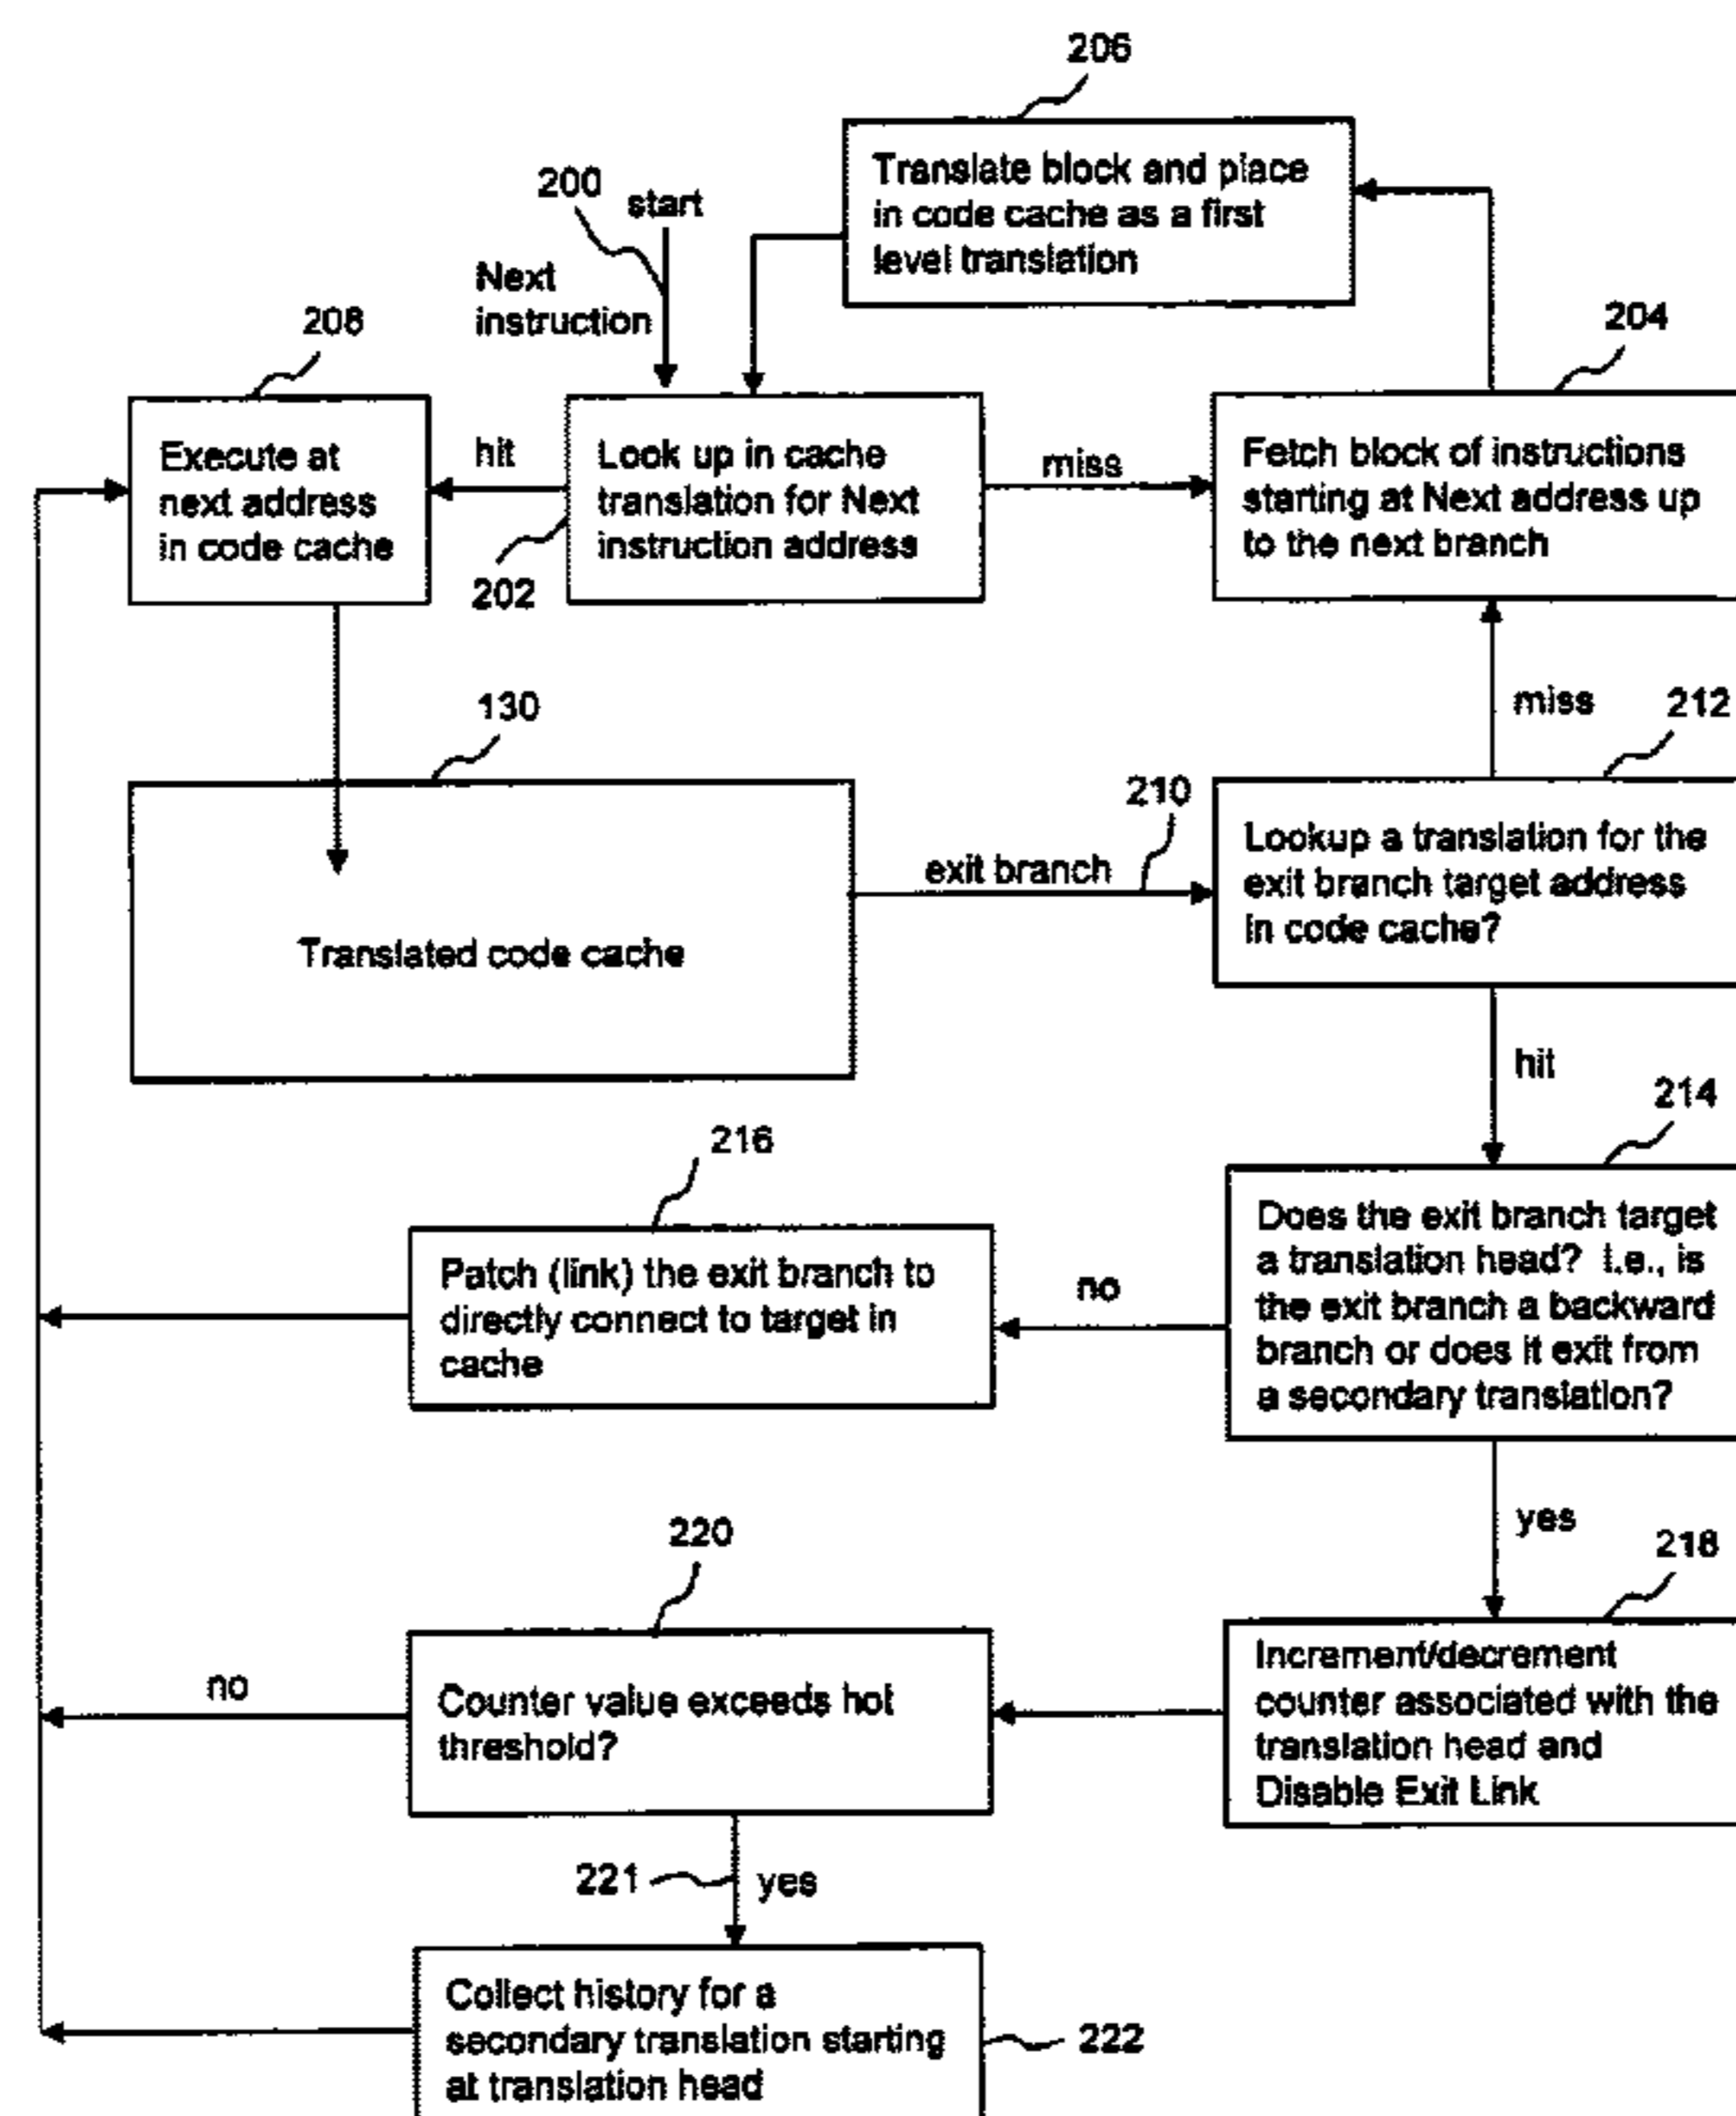 206
Translate block and place
in code cache as a first
level translation
200
start
Next
instruction
208
204
Execute at
next address
in code cache
hit
Look up in cache
translation for Next
instruction address
miss
Fetch block of instructions
starting at Next address up
to the next branch
202
130
miss
212
210
exit branch
Translated code cache
Lookup a translation for the
exit branch target address
in code cache?
hit
214
216
Patch (link) the exit branch to
directly connect to target in
cache
no
Does the exit branch target
a translation head? I.e., is
the exit branch a backward
branch or does it exit from
a secondary translation?
yes
220
218
no
Counter value exceeds hot
threshold?
Increment/decrement
counter associated with the
translation head and
Disable Exit Link
221
yes
Collect history for a
secondary translation starting
at translation head
222